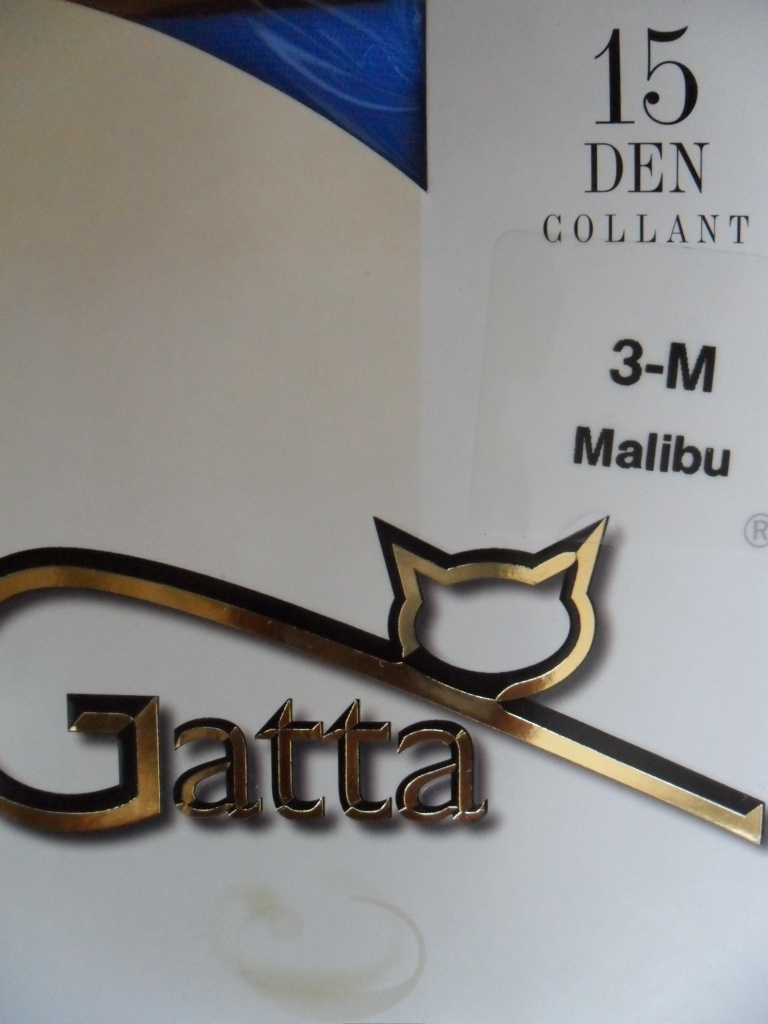 15
DEN
COLLANT
3-M
Malibu
®
Gatta